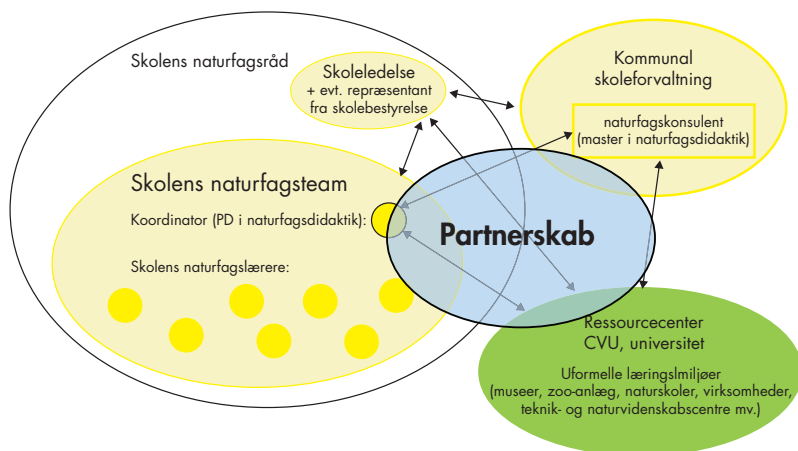 Skolens naturfagsråd
Skoleledelse
+ evt. repræsentant
fra skolebestyrelse
Kommunal
skoleforvaltning
naturfagskonsulent
(master i naturfagsdidaktik)
Skolens naturfagsteam
Koordinator (PD i naturfagsdidaktik):
Partnerskab
Skolens naturfagslærere:
Ressourcecenter
CVU, universitet
Uformelle læringslmiljøer
(museer, zoo-anlæg, naturskoler, virksomheder,
teknik- og naturvidenskabscentre mv.)